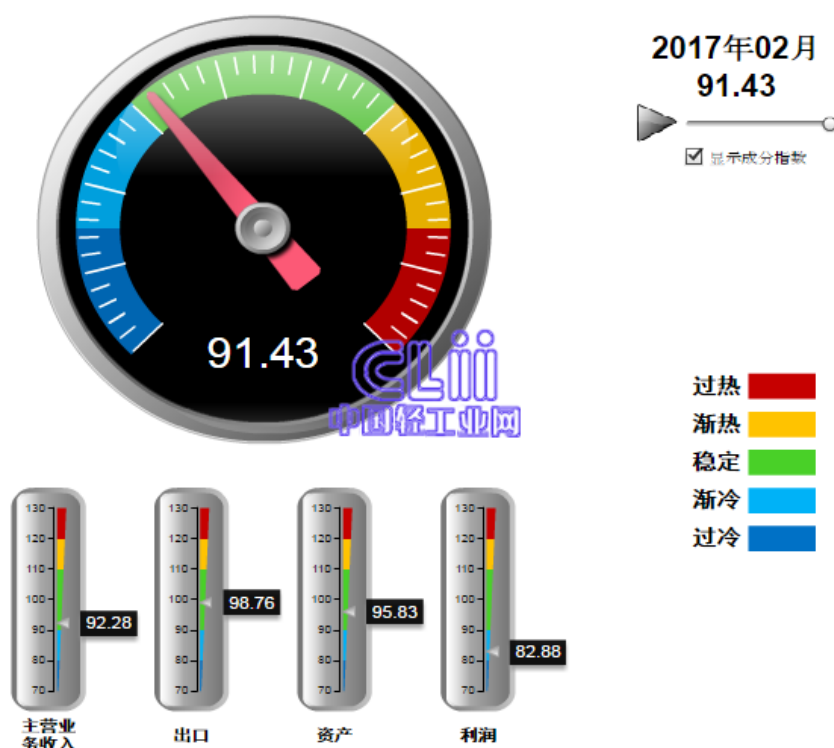 2017年02月
91.43
显示成分指数
91.43
CLii
中国轻工业网
过热
渐热
稳定
渐冷
过冷
130
120
110
100
90
80
70
92.28
主营业
务收入
130
120
110
100
90
80
70
98.76
出口
130
120
110
100
90
80
70
95.83
资产
130
120
110
100
90
80
70
82.88
利润